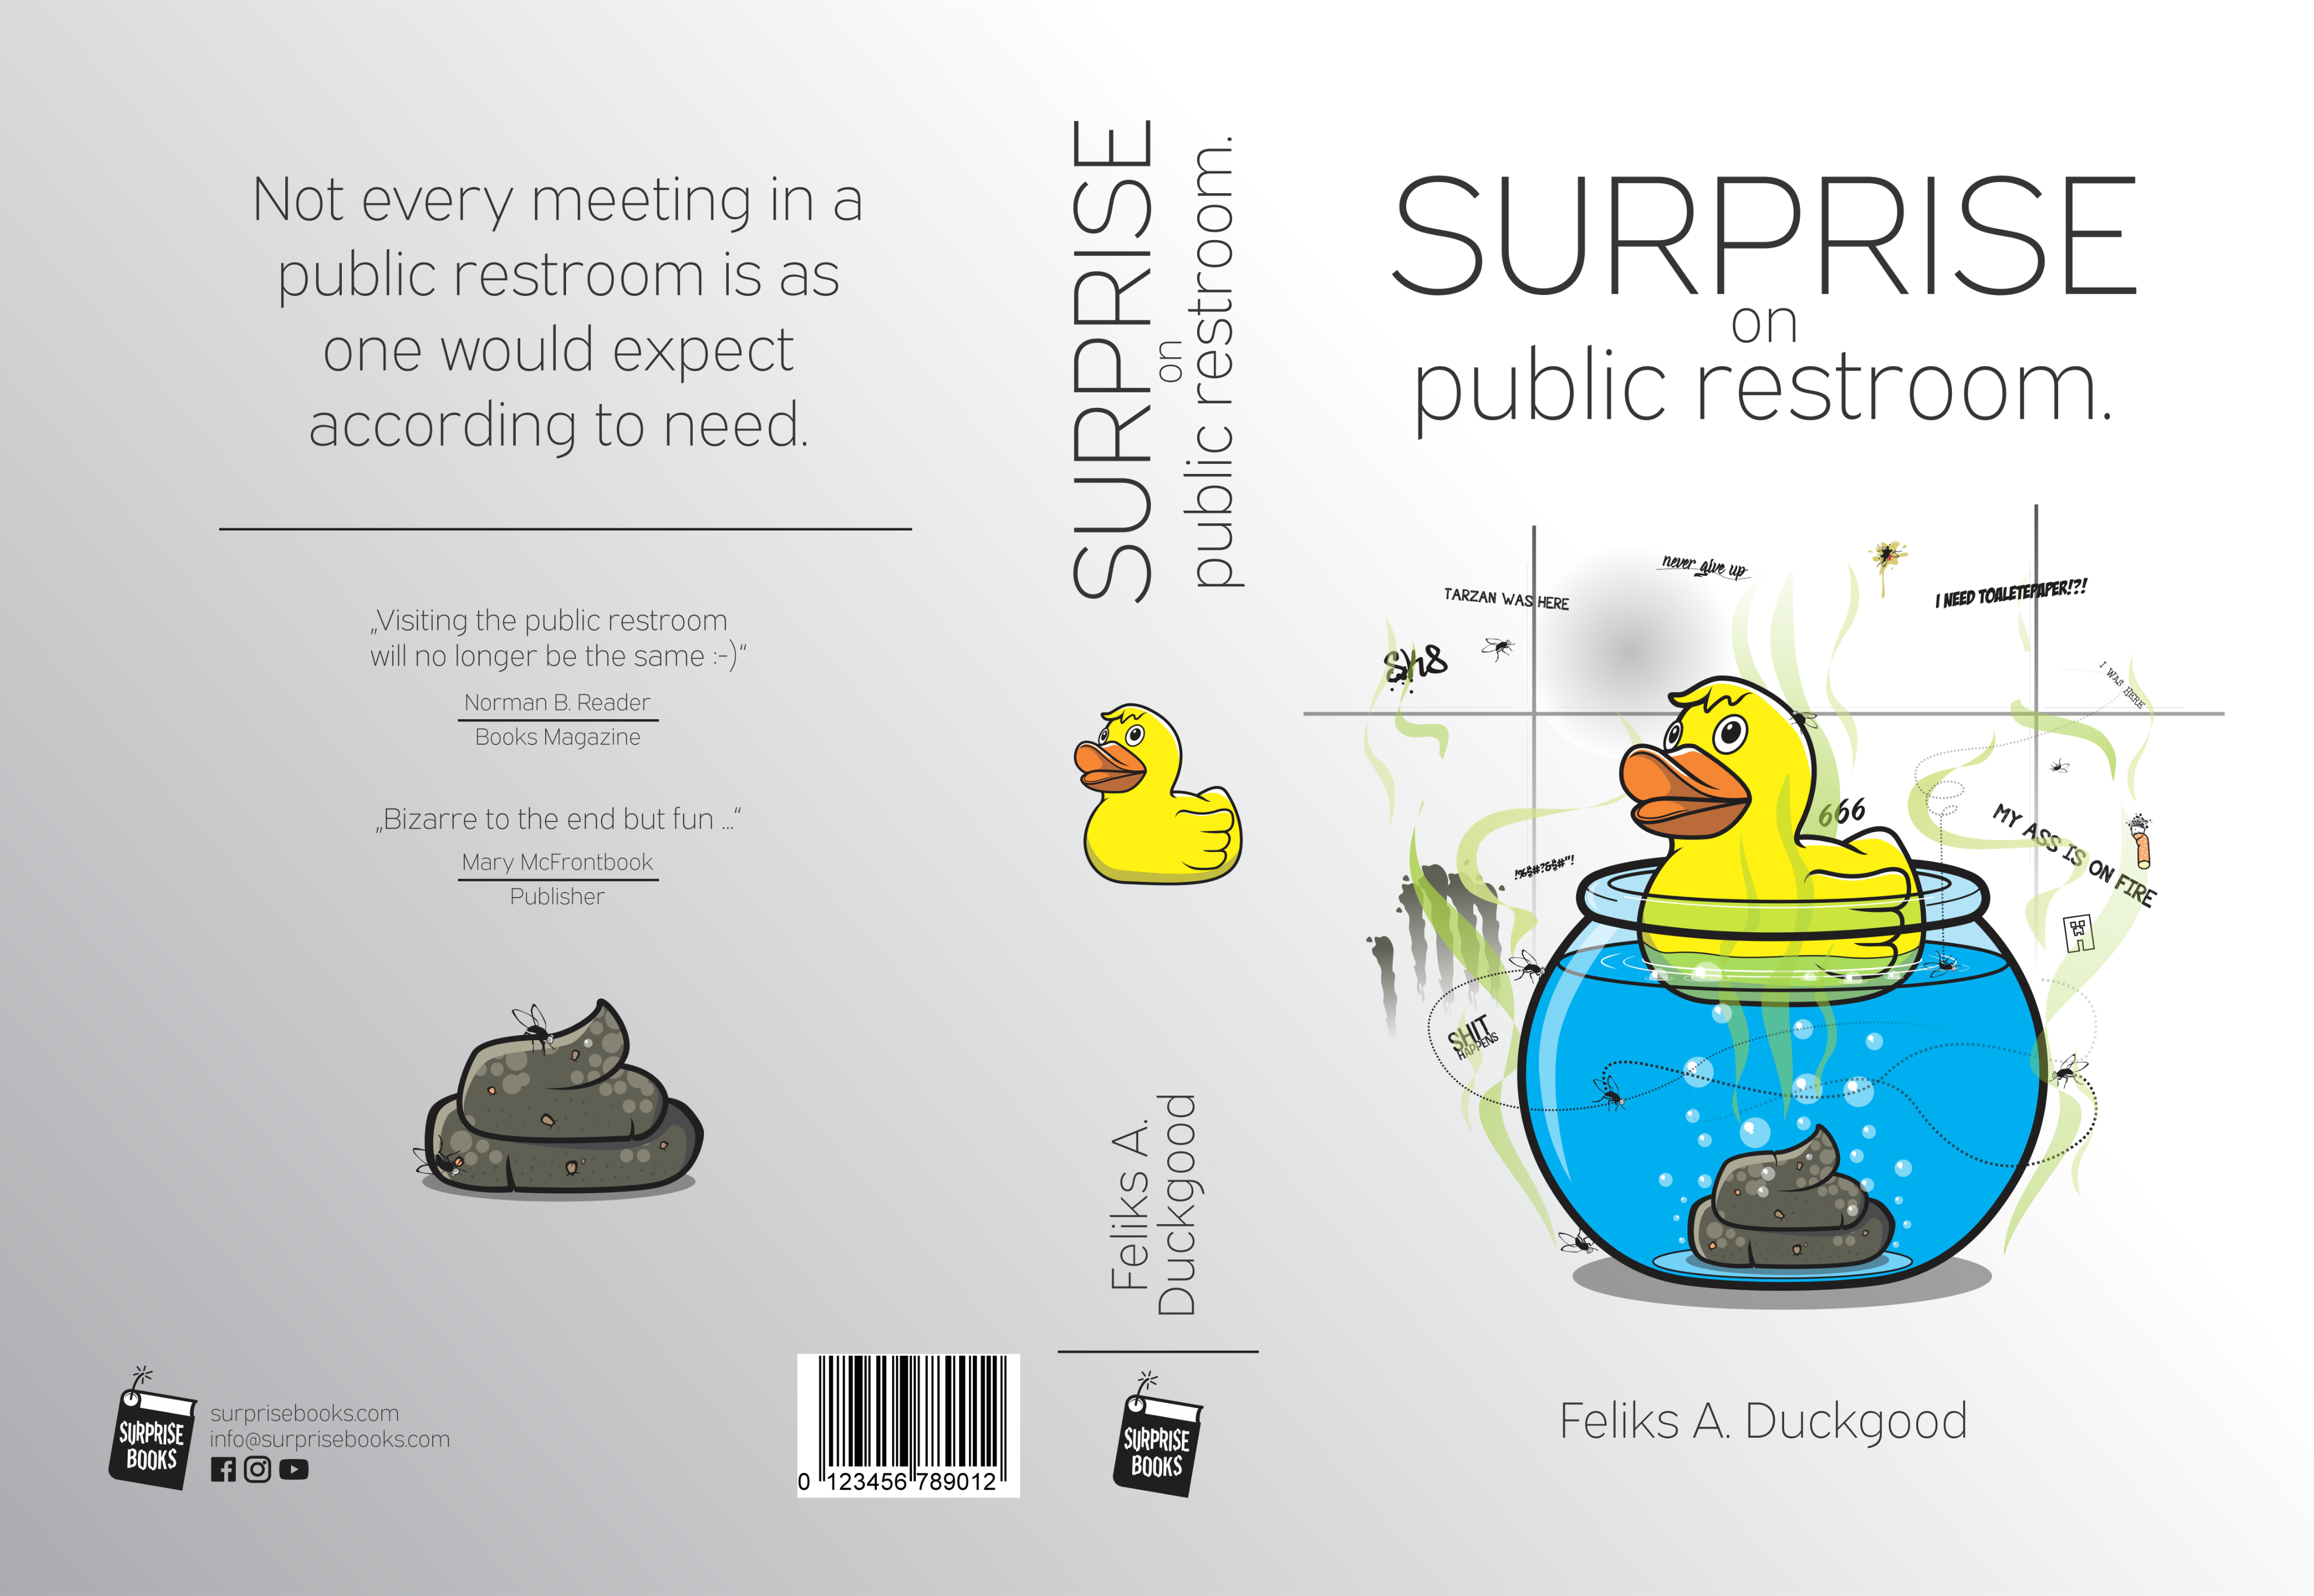 Not every meeting in a
public restroom is as
one would expect
according to need.
„Visiting the public restroom
will no longer be the same :-)“
Norman B. Reader
Books Magazine
„Bizarre to the end but fun ...“
Mary McFrontbook
Publisher
SURPRISE
BOOKS
surprisebooks.com
info@surprisebooks.com
0 123456 789012
SURPRISE
on
public restroom.
Feliks A.
Duckgood
SURPRISE
BOOKS
SURPRISE
on
public restroom.
never give up
TARZAN WAS HERE
I NEED TOALETEPAPER!?!
I WAS HERE
666
MY ASS IS ON FIRE
!%&#?&$#"!
SHIT
HAPPENS
Feliks A. Duckgood